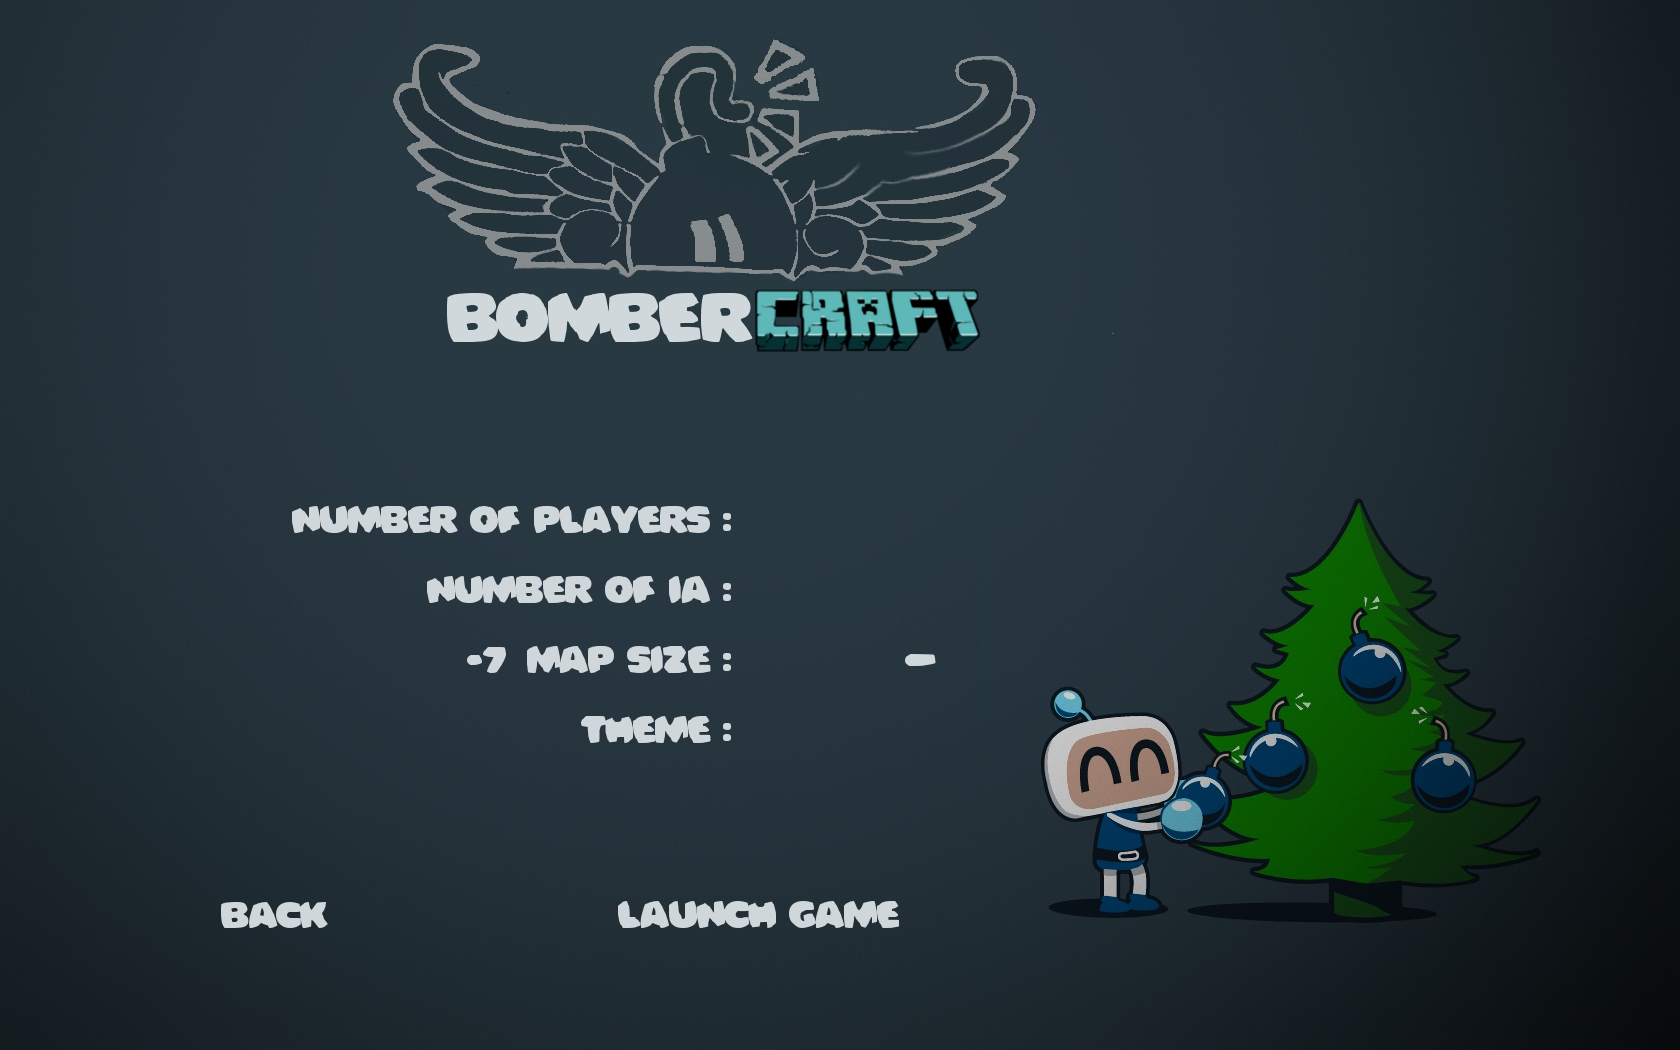 BOMBERCRAFT
NUMBER OF PLAYERS :
NUMBER OF IA :
-7 MAP SIZE : -
THEME :
BACK LAUNCH GAME